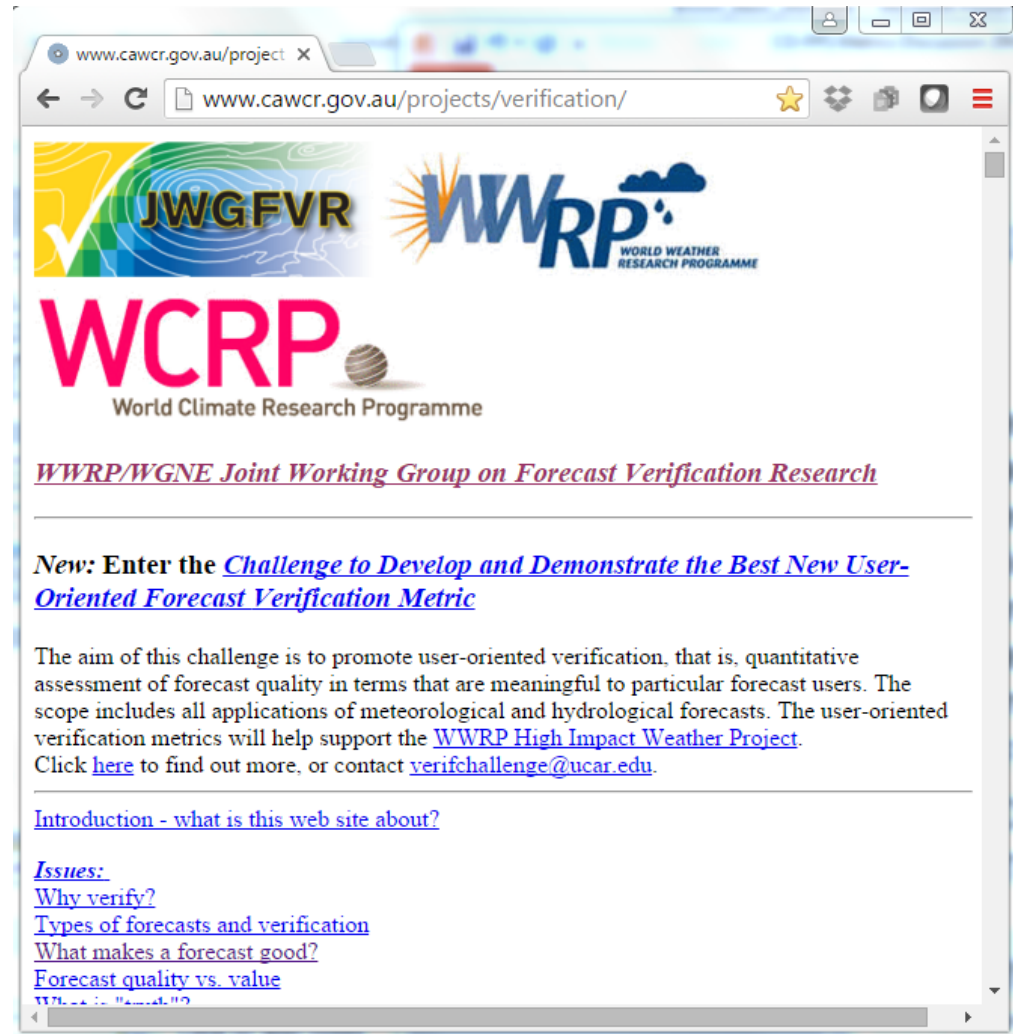 www.cawcr.gov.au/project
www.cawcr.gov.au/projects/verification/
JWGFVR
WWRP
WORLD WEATHER
RESEARCH PROGRAMME
WCRP
World Climate Research Programme
WWRP/WGNE Joint Working Group on Forecast Verification Research
New: Enter the Challenge to Develop and Demonstrate the Best New User-
Oriented Forecast Verification Metric
The aim of this challenge is to promote user-oriented verification, that is, quantitative
assessment of forecast quality in terms that are meaningful to particular forecast users. The
scope includes all applications of meteorological and hydrological forecasts. The user-oriented
verification metrics will help support the WWRP High Impact Weather Project.
Click here to find out more, or contact verifchallenge@ucar.edu.
Introduction - what is this web site about?
Issues:
Why verify?
Types of forecasts and verification
What makes a forecast good?
Forecast quality vs. value
What is "truth"?